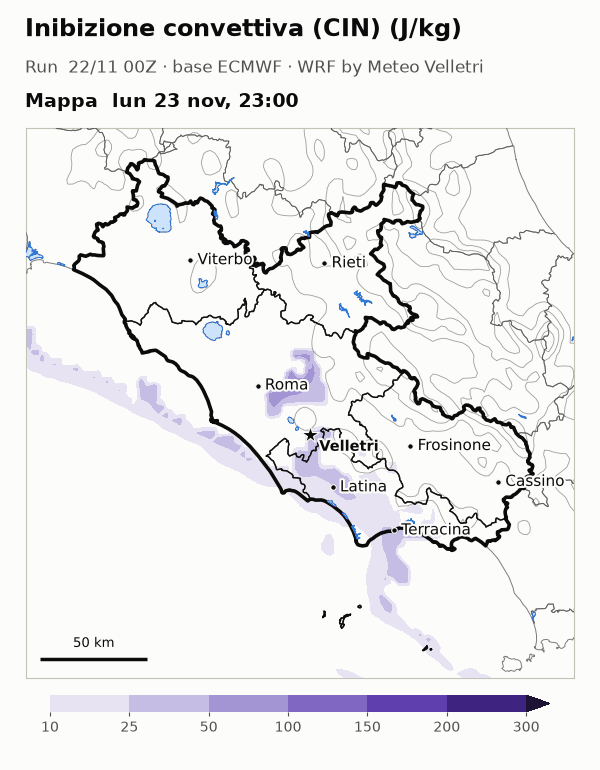 Inibizione convettiva (CIN) (J/kg)
Run  22/11 00Z · base ECMWF · WRF by Meteo Velletri
Mappa  lun 23 nov, 23:00
Viterbo
Rieti
Roma
Velletri
Frosinone
Latina
Cassino
Terracina
50 km
10 25 50 100 150 200 300